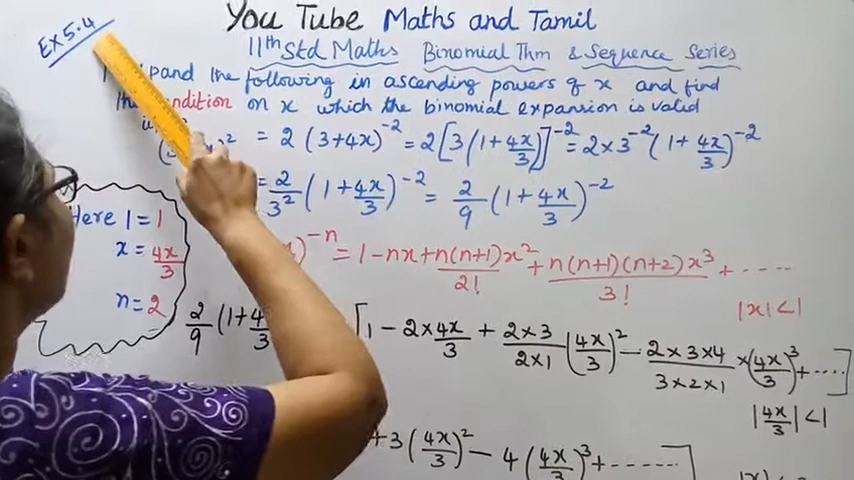 You Tube Maths and Tamil
Ex 5.4
11th Std Maths Binomial Thm & Sequence Series
pand the following in ascending powers of x and find
ondition on x which the binomial expansion is valid
2 = 2 (3+4x)^-2 = 2[3(1+4x/3)]^-2 = 2×3^-2 (1+4x/3)^-2
= 2/3^2 (1+4x/3)^-2 = 2/9 (1+4x/3)^-2
Here 1 = 1
x = 4x/3
n = 2
x)^-n = 1-nx+n(n+1)x^2/2! + n(n+1)(n+2)x^3/3! + ----
|x|<1
2/9 (1+4/3 [1-2×4x/3 + 2×3/2×1 (4x/3)^2 - 2×3×4/3×2×1 ×(4x/3)^3+....]
|4x/3|<1
+3(4x/3)^2 - 4(4x/3)^3+------]